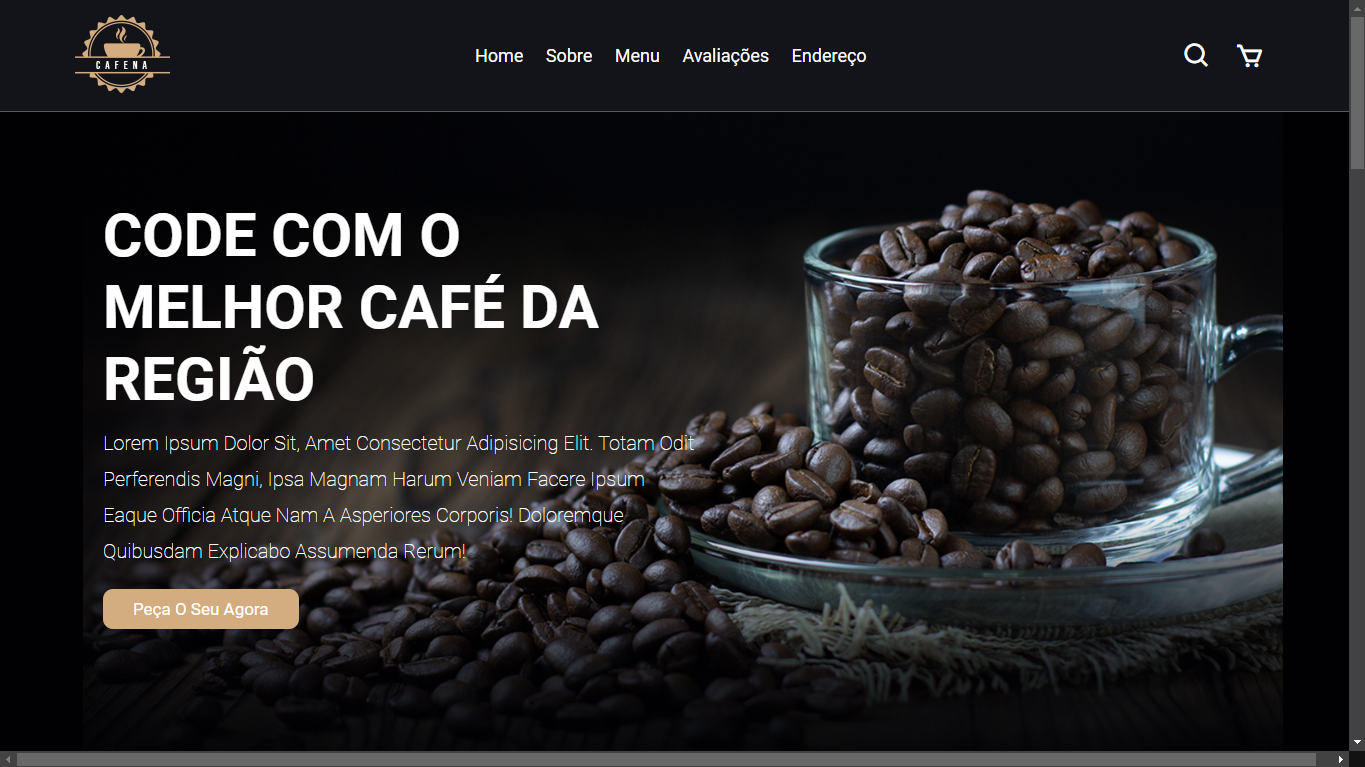 CAFENA
Home Sobre Menu Avaliações Endereço
CODE COM O
MELHOR CAFÉ DA
REGIÃO
Lorem Ipsum Dolor Sit, Amet Consectetur Adipisicing Elit. Totam Odit
Perferendis Magni, Ipsa Magnam Harum Veniam Facere Ipsum
Eaque Officia Atque Nam A Asperiores Corporis! Doloremque
Quibusdam Explicabo Assumenda Rerum!
Peça O Seu Agora